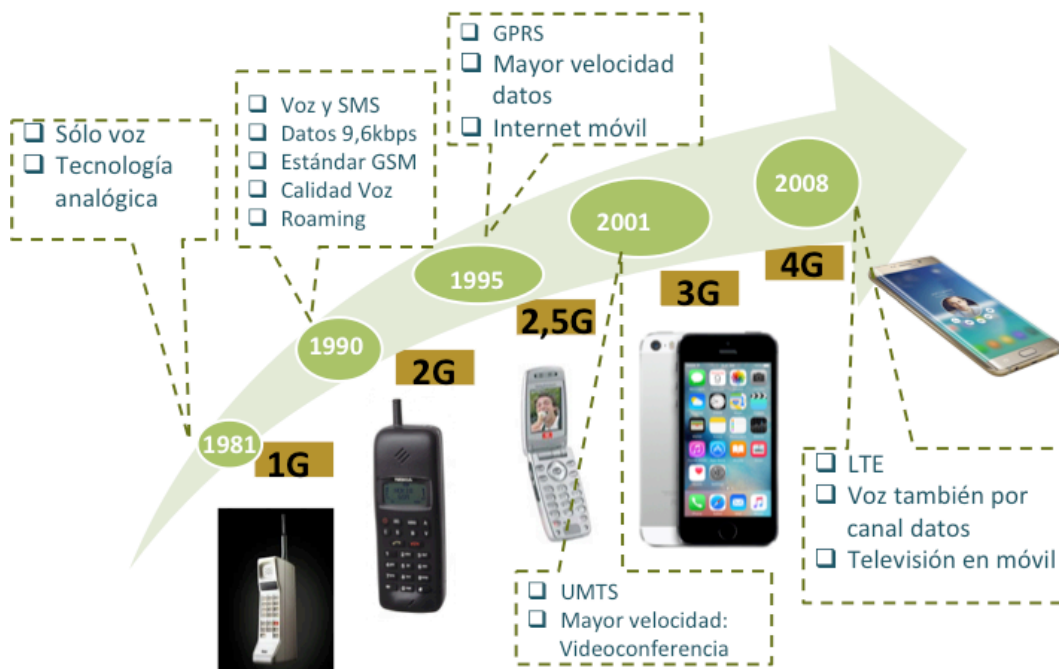 Sólo voz
Tecnología
analógica
Voz y SMS
Datos 9,6kbps
Estándar GSM
Calidad Voz
Roaming
GPRS
Mayor velocidad
datos
Internet móvil
1981
1G
1990
2G
1995
2,5G
2001
3G
2008
4G
UMTS
Mayor velocidad:
Videoconferencia
LTE
Voz también por
canal datos
Televisión en móvil